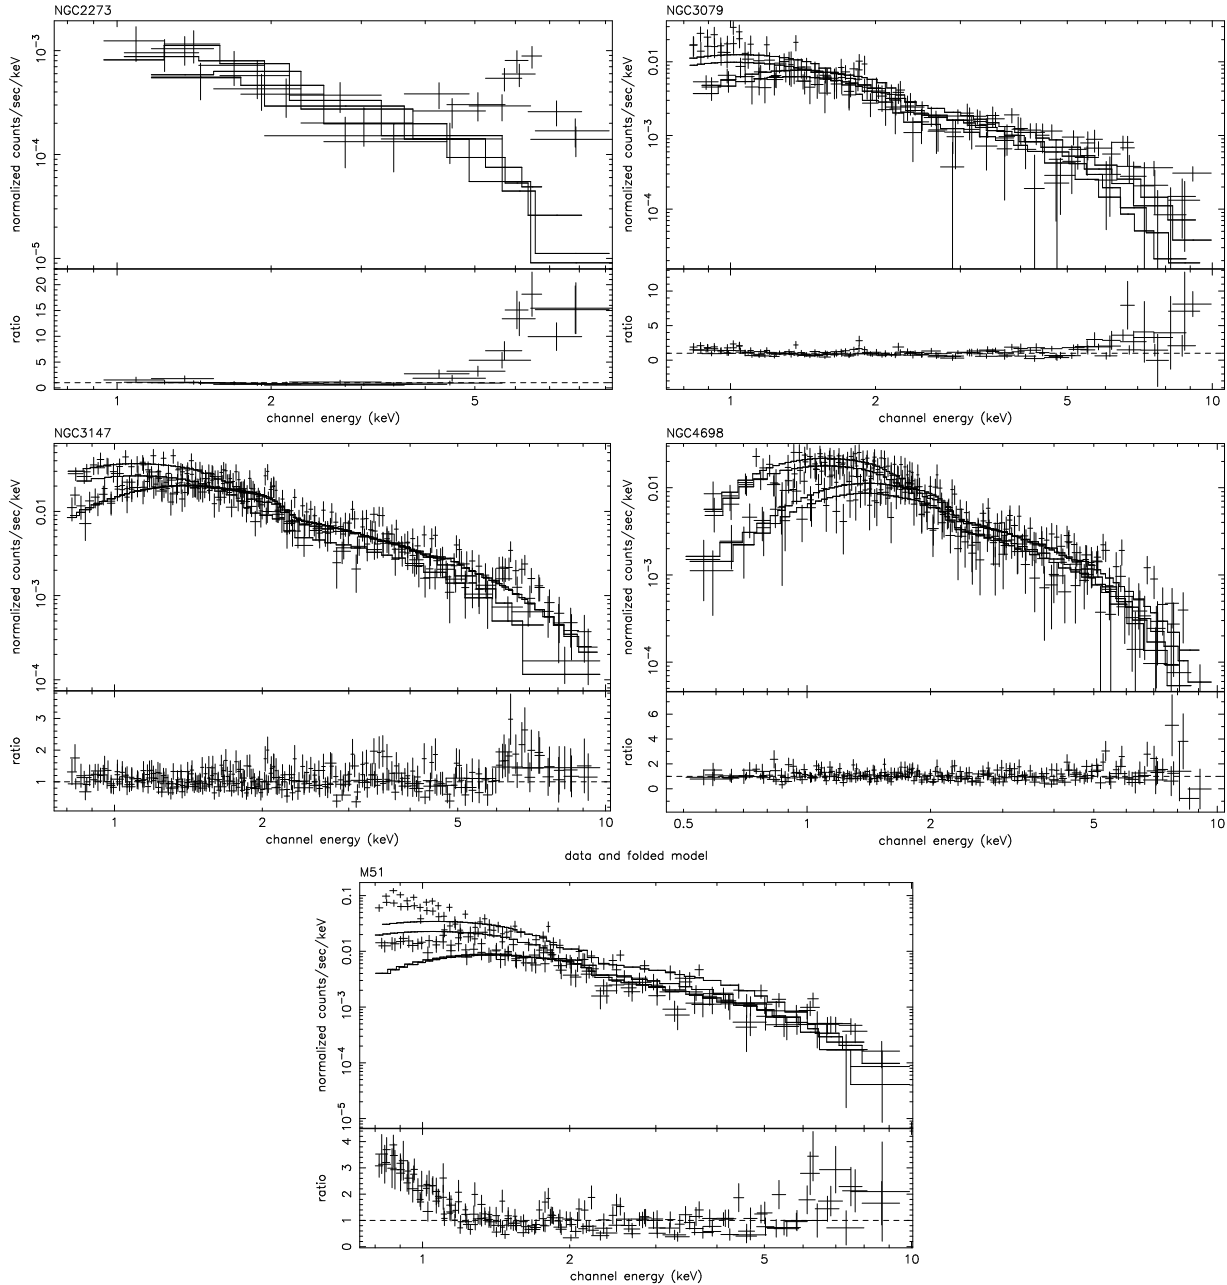 NGC2273
normalized counts/sec/keV
10⁻³
10⁻⁴
10⁻⁵
ratio
20
15
10
5
0
1
2
5
channel energy (keV)
NGC3079
normalized counts/sec/keV
0.01
10⁻³
10⁻⁴
ratio
10
5
0
1
2
5
10
channel energy (keV)
NGC3147
normalized counts/sec/keV
0.01
10⁻³
10⁻⁴
ratio
3
2
1
1
2
5
10
channel energy (keV)
NGC4698
normalized counts/sec/keV
0.01
10⁻³
10⁻⁴
ratio
6
4
2
0
0.5
1
2
5
10
channel energy (keV)
data and folded model
M51
normalized counts/sec/keV
0.1
0.01
10⁻³
10⁻⁴
10⁻⁵
ratio
4
3
2
1
0
1
2
5
10
channel energy (keV)